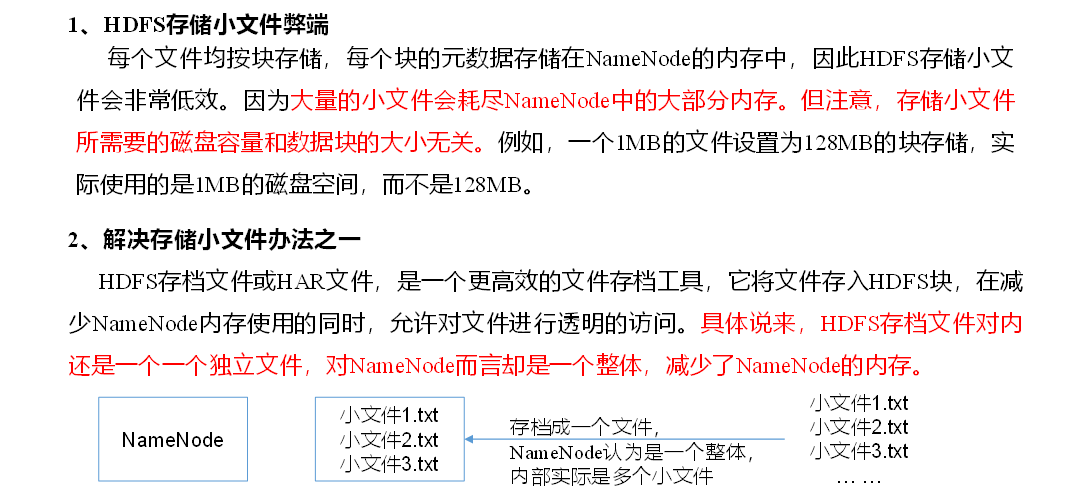 1、HDFS存储小文件弊端
每个文件均按块存储，每个块的元数据存储在NameNode的内存中，因此HDFS存储小文
件会非常低效。因为大量的小文件会耗尽NameNode中的大部分内存。但注意，存储小文件
所需要的磁盘容量和数据块的大小无关。例如，一个1MB的文件设置为128MB的块存储，实
际使用的是1MB的磁盘空间，而不是128MB。
2、解决存储小文件办法之一
HDFS存档文件或HAR文件，是一个更高效的文件存档工具，它将文件存入HDFS块，在减
少NameNode内存使用的同时，允许对文件进行透明的访问。具体说来，HDFS存档文件对内
还是一个一个独立文件，对NameNode而言却是一个整体，减少了NameNode的内存。
NameNode
小文件1.txt
小文件2.txt
小文件3.txt
存档成一个文件，
NameNode认为是一个整体，
内部实际是多个小文件
小文件1.txt
小文件2.txt
小文件3.txt
… …